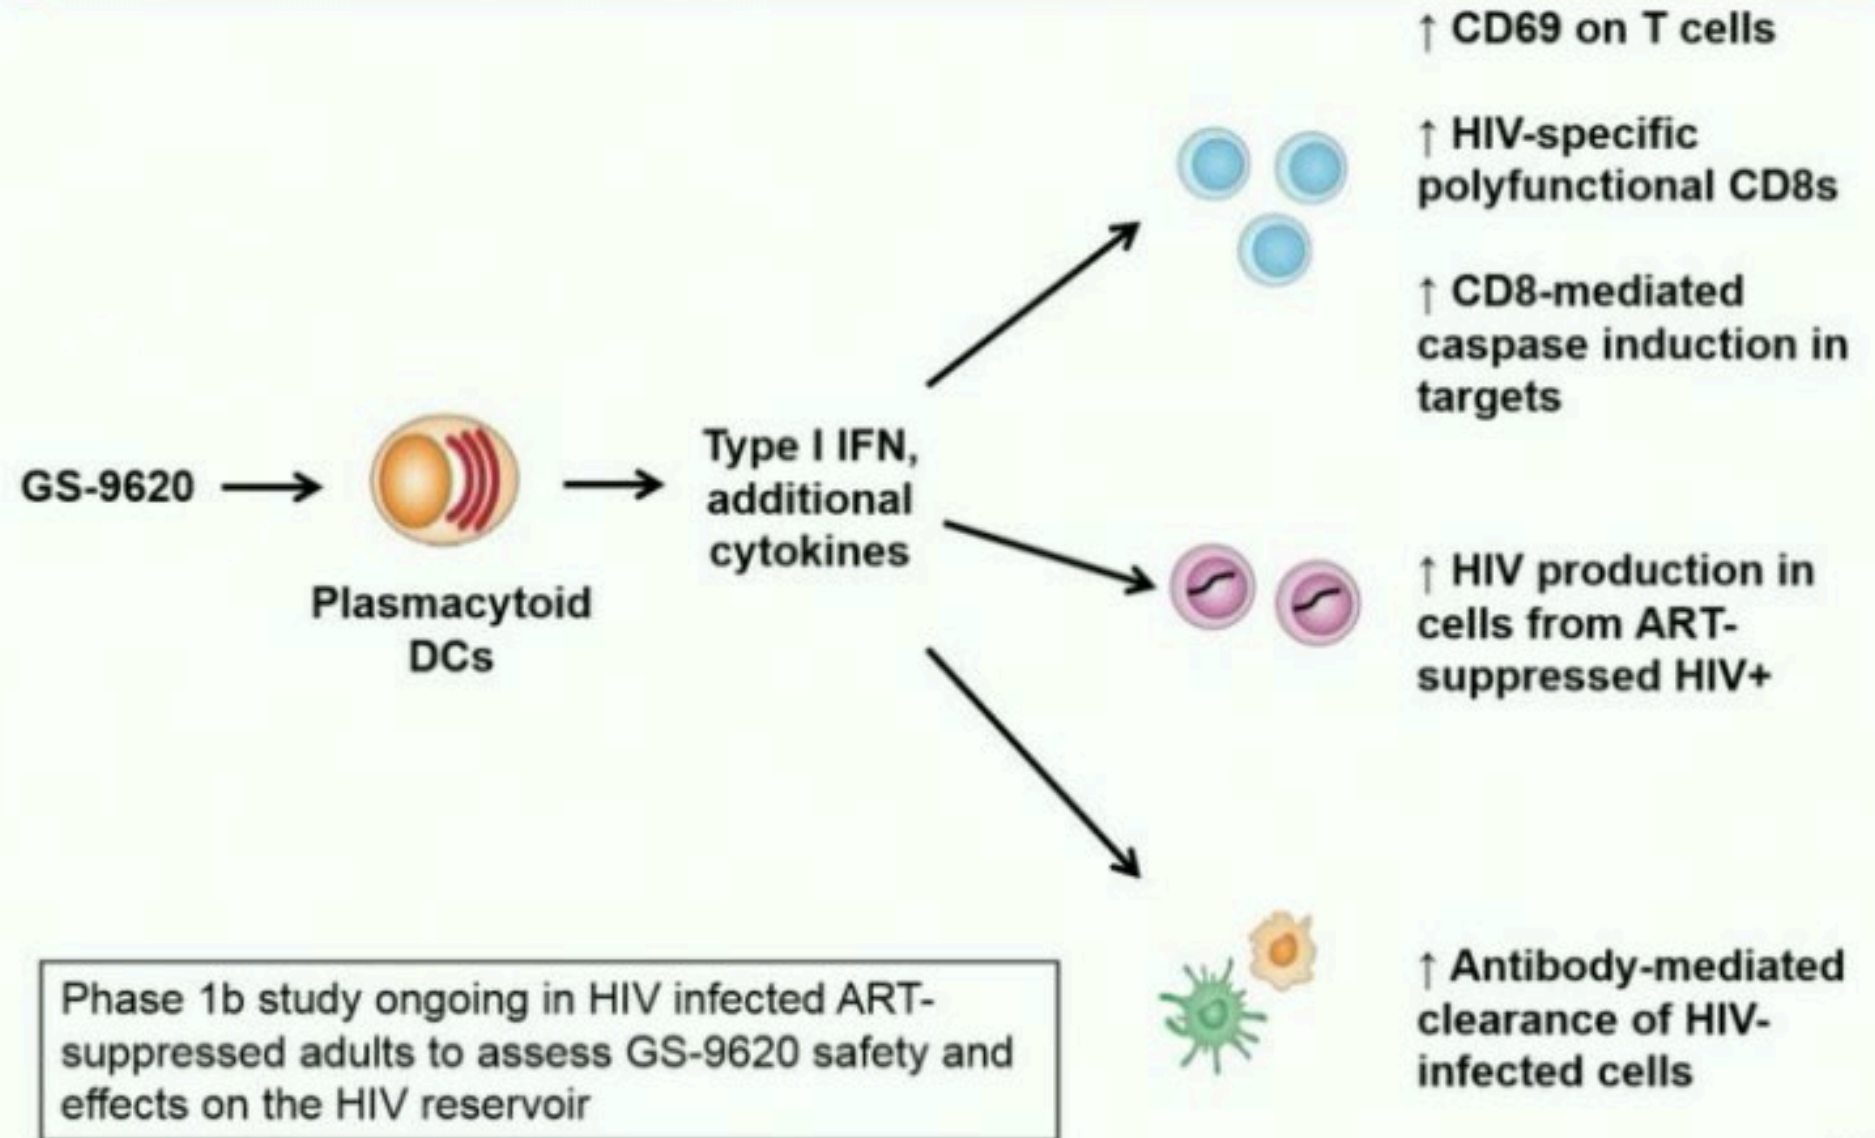 ↑ CD69 on T cells
↑ HIV-specific
polyfunctional CD8s
↑ CD8-mediated
caspase induction in
targets
GS-9620
Plasmacytoid
DCs
Type I IFN,
additional
cytokines
↑ HIV production in
cells from ART-
suppressed HIV+
↑ Antibody-mediated
clearance of HIV-
infected cells
Phase 1b study ongoing in HIV infected ART-
suppressed adults to assess GS-9620 safety and
effects on the HIV reservoir